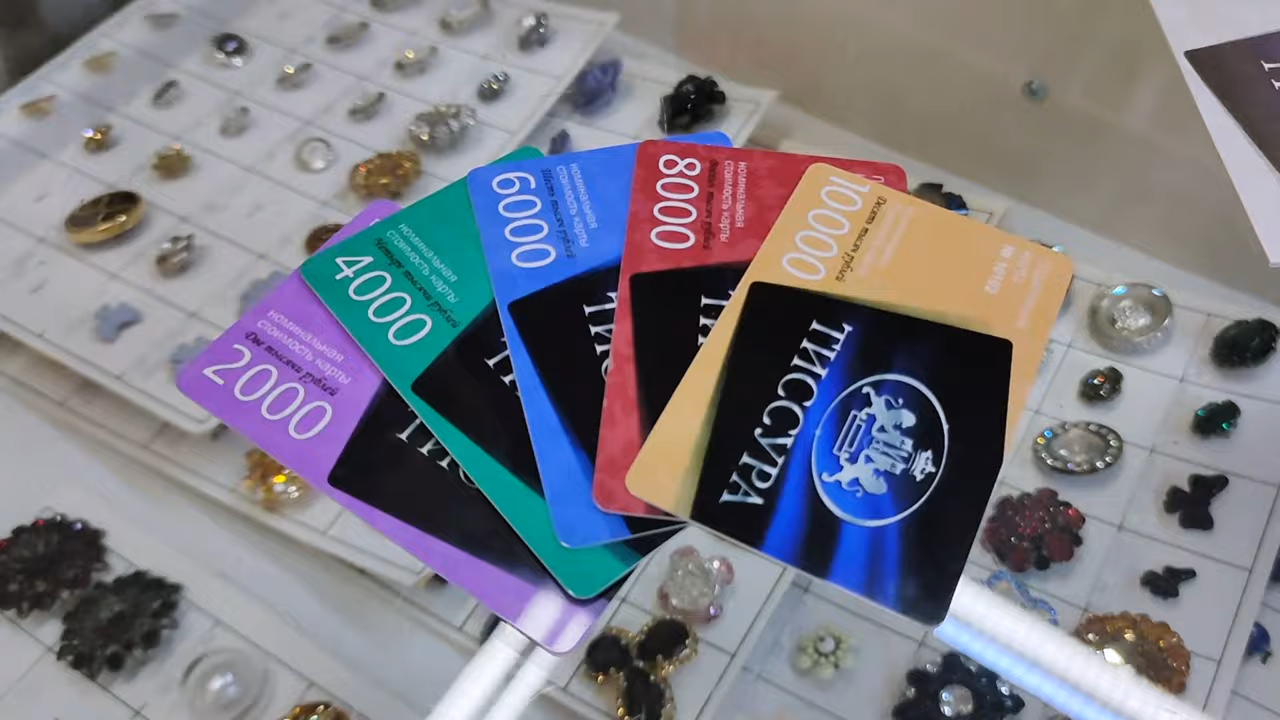 2000
Две тысячи рублей
номинальная
стоимость карты
4000
Четыре тысячи рублей
номинальная
стоимость карты
6000
Шесть тысяч рублей
номинальная
стоимость карты
8000
Восемь тысяч рублей
номинальная
стоимость карты
10000
Десять тысяч рублей
ТИССУРА